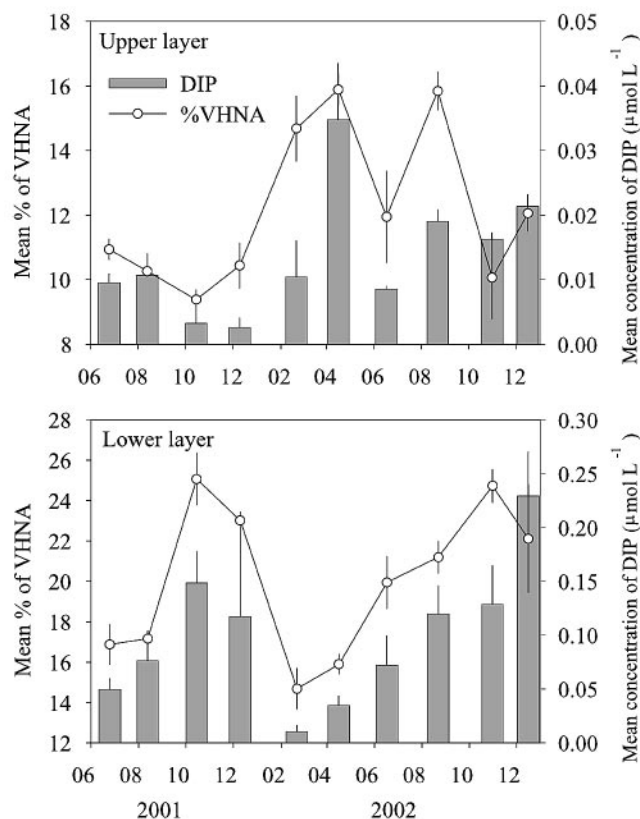 Upper layer
DIP
%VHNA
Mean % of VHNA
18
16
14
12
10
8
0.05
0.04
0.03
0.02
0.01
0.00
Mean concentration of DIP (μmol L⁻¹)
06 08 10 12 02 04 06 08 10 12
Lower layer
Mean % of VHNA
28
26
24
22
20
18
16
14
12
0.30
0.25
0.20
0.15
0.10
0.05
0.00
Mean concentration of DIP (μmol L⁻¹)
06 08 10 12 02 04 06 08 10 12
2001 2002